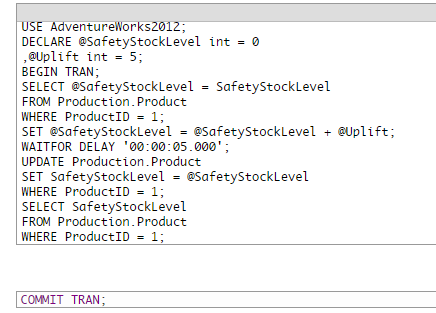 USE AdventureWorks2012;
DECLARE @SafetyStockLevel int = 0
,@Uplift int = 5;
BEGIN TRAN;
SELECT @SafetyStockLevel = SafetyStockLevel
FROM Production.Product
WHERE ProductID = 1;
SET @SafetyStockLevel = @SafetyStockLevel + @Uplift;
WAITFOR DELAY '00:00:05.000';
UPDATE Production.Product
SET SafetyStockLevel = @SafetyStockLevel
WHERE ProductID = 1;
SELECT SafetyStockLevel
FROM Production.Product
WHERE ProductID = 1;
COMMIT TRAN;